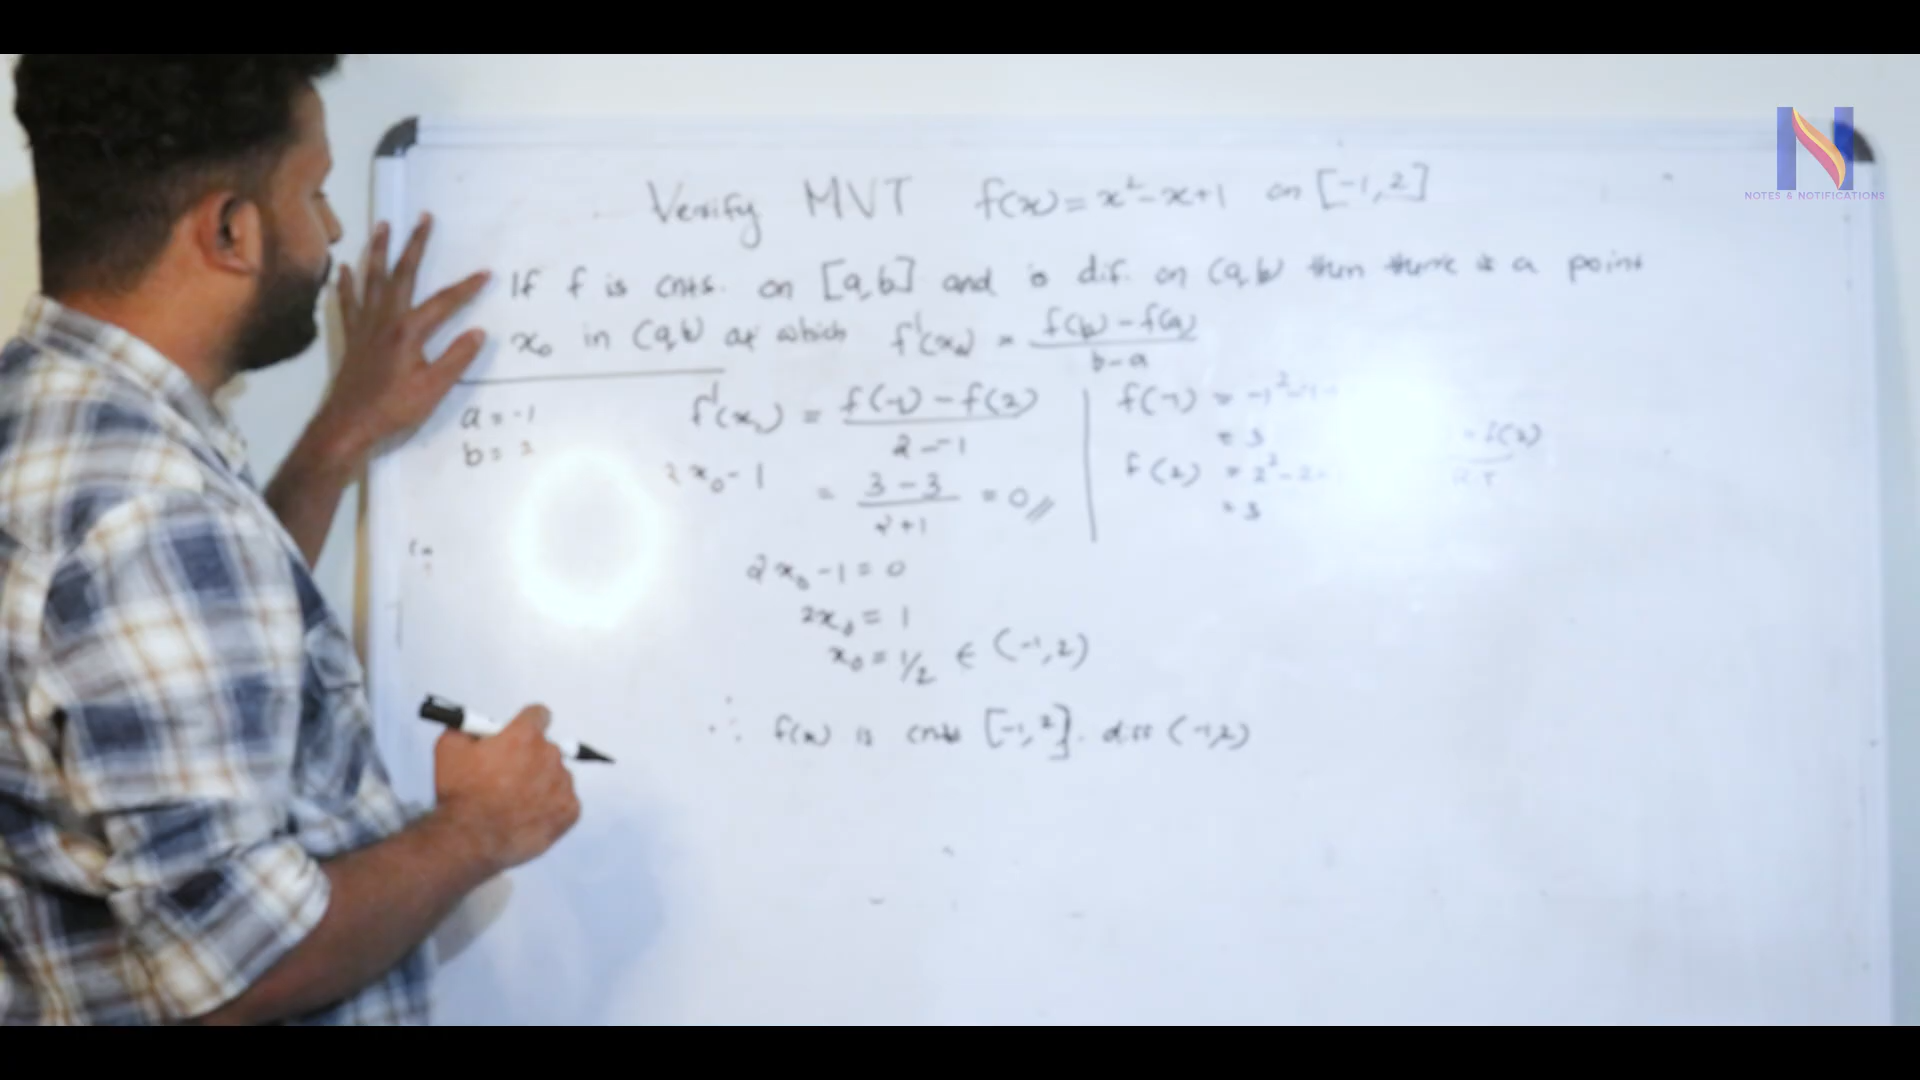 Verify MVT f(x) = x² - x + 1 on [-1, 2]
If f is cnts. on [a, b] and is dif. on (a, b) then there is a point
x₀ in (a, b) at which f'(x₀) = f(b) - f(a) / b - a
a = -1
b = 2
f'(x₀) = f(-1) - f(2) / 2 - -1
2x₀ - 1 = 3 - 3 / 2 + 1 = 0 //
2x₀ - 1 = 0
2x₀ = 1
x₀ = 1/2 ∈ (-1, 2)
f(-1) = -1²
= 3
f(2) = 2² - 2
= 3
- f(2)
∴ f(x) is cnts [-1, 2]. diff (-1, 2)
N
NOTES & NOTIFICATIONS